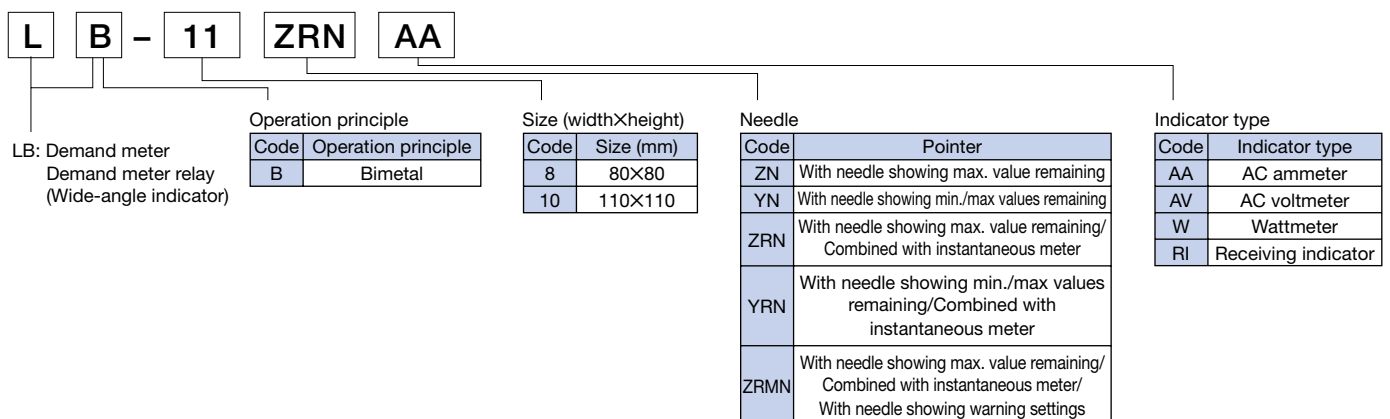 L B – 11 ZRN AA
LB: Demand meter
Demand meter relay
(Wide-angle indicator)
Operation principle
Code Operation principle
B Bimetal
Size (width×height)
Code Size (mm)
8 80×80
10 110×110
Needle
Code Pointer
ZN With needle showing max. value remaining
YN With needle showing min./max values remaining
ZRN With needle showing max. value remaining/
Combined with instantaneous meter
YRN With needle showing min./max values
remaining/Combined with
instantaneous meter
ZRMN With needle showing max. value remaining/
Combined with instantaneous meter/
With needle showing warning settings
Indicator type
Code Indicator type
AA AC ammeter
AV AC voltmeter
W Wattmeter
RI Receiving indicator